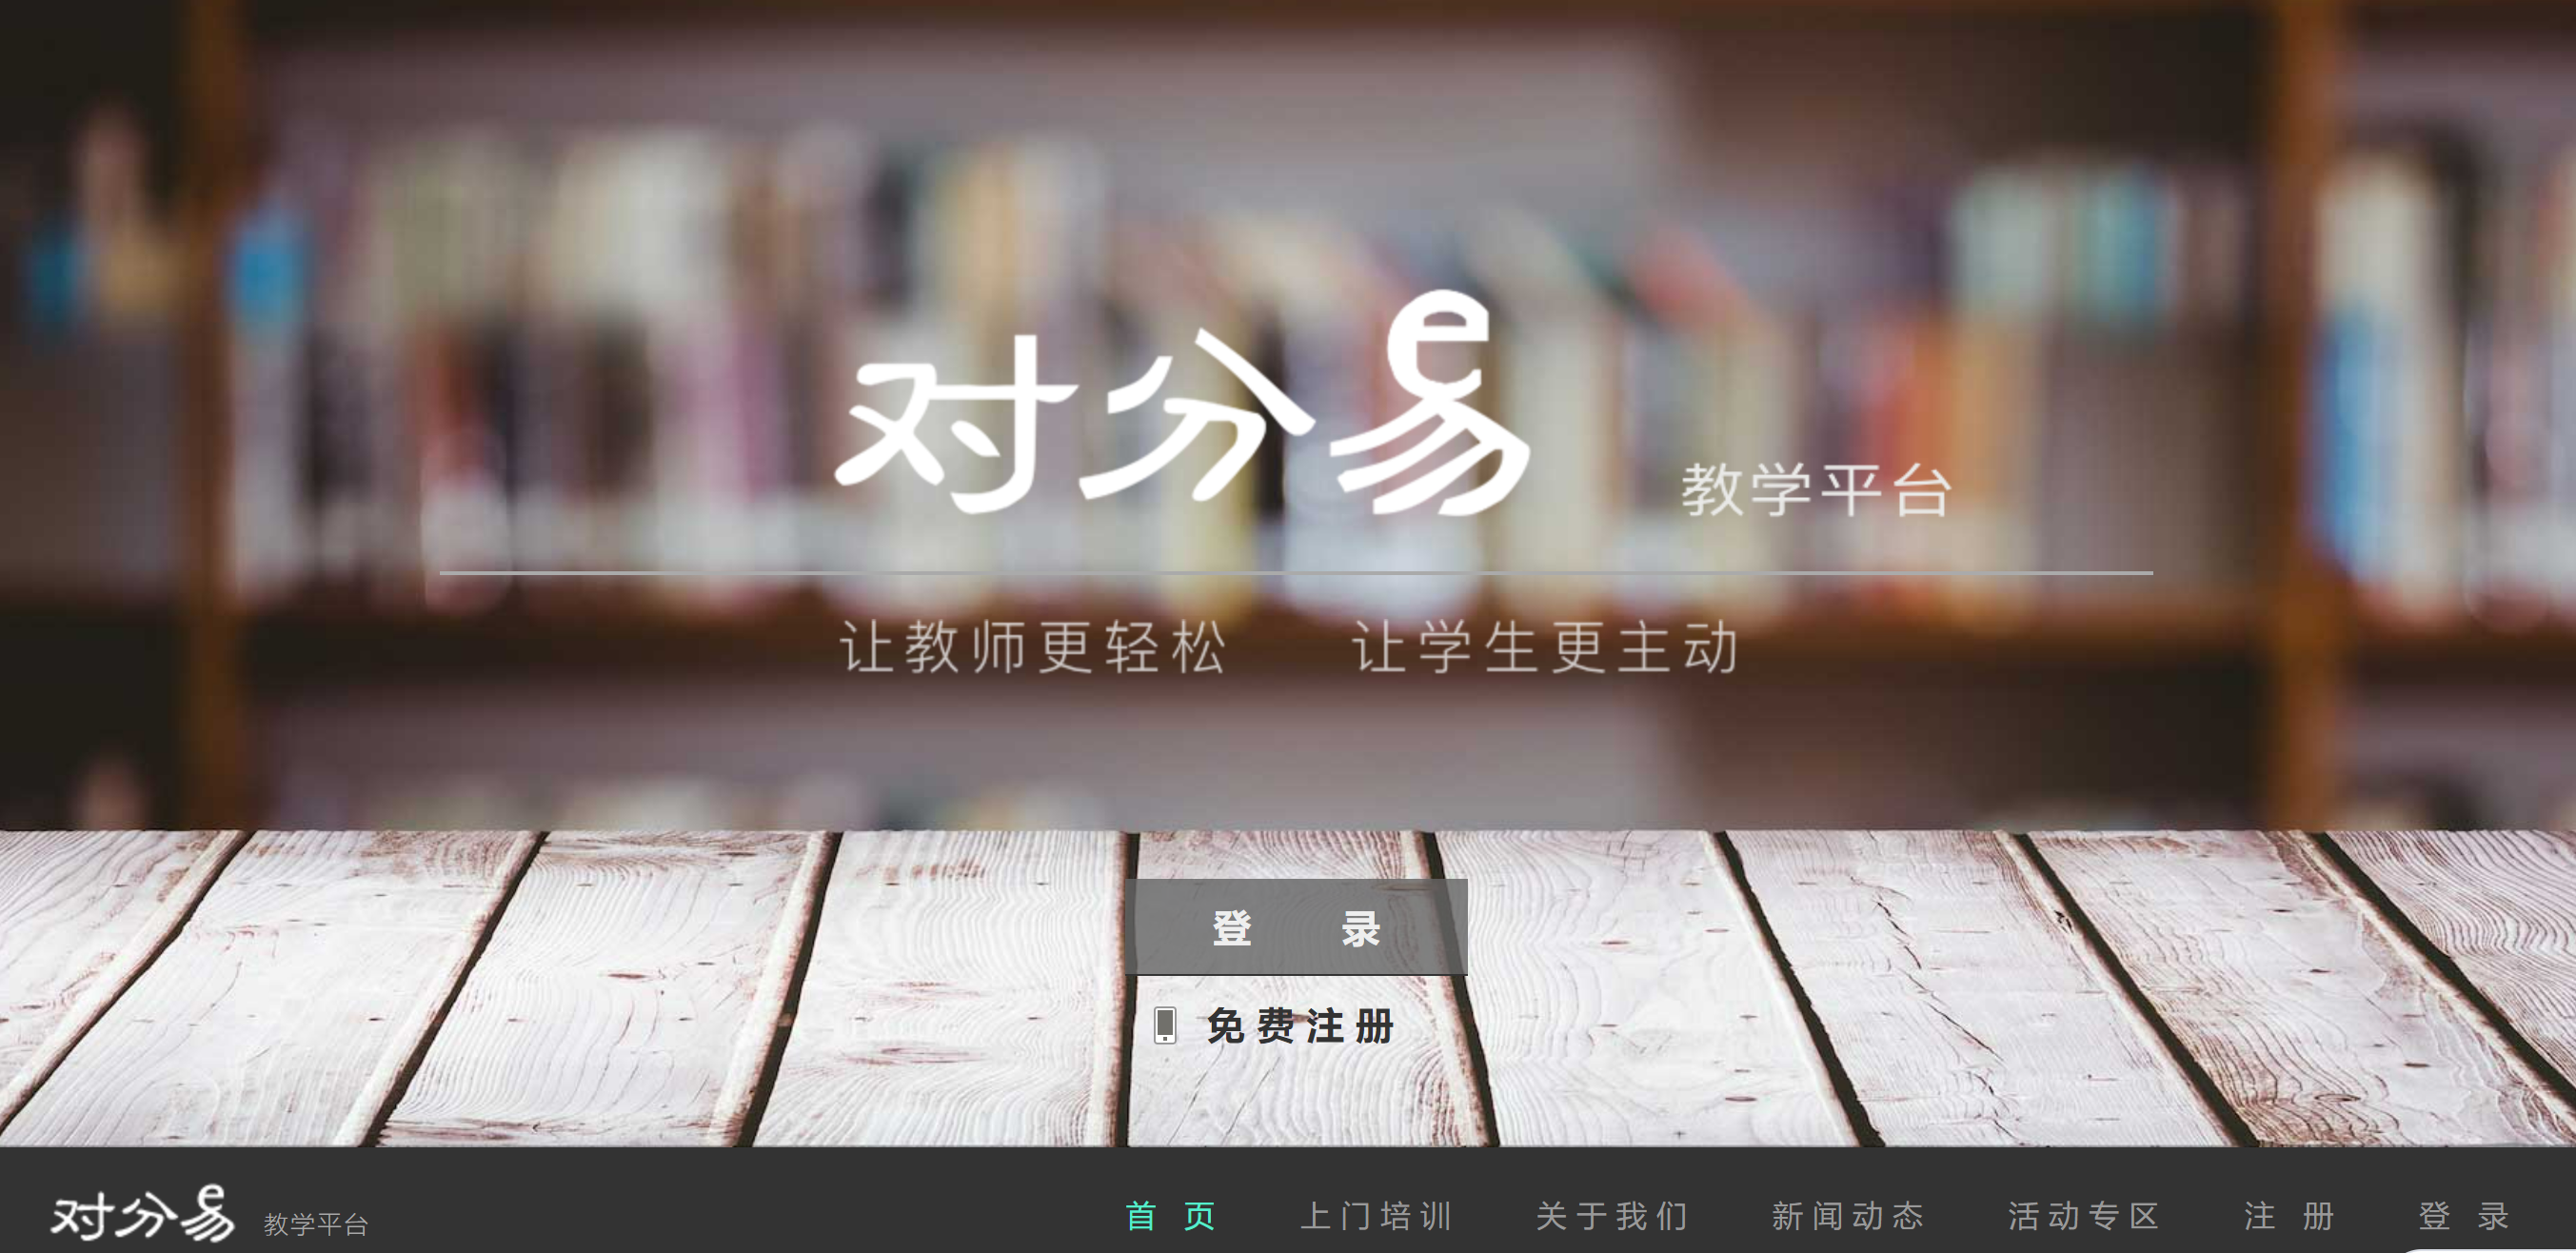 对分易 教学平台
让教师更轻松 让学生更主动
登 录
免费注册
对分易 教学平台 首 页 上门培训 关于我们 新闻动态 活动专区 注 册 登 录